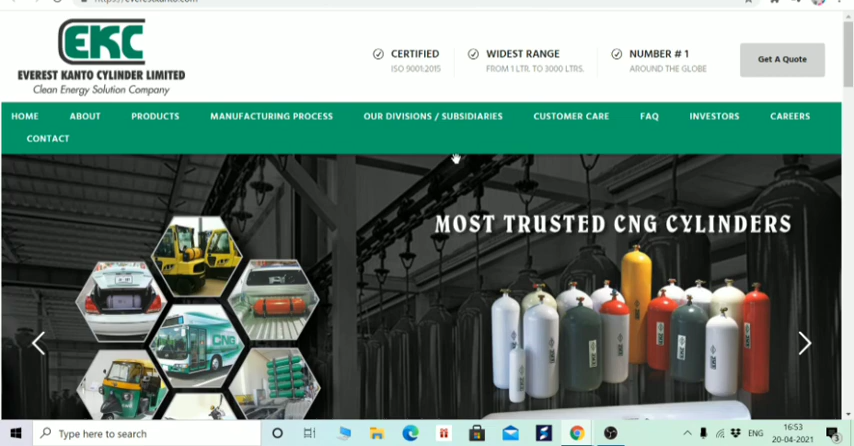 EKC
EVEREST KANTO CYLINDER LIMITED
Clean Energy Solution Company
CERTIFIED
ISO 9001:2015
WIDEST RANGE
FROM 1 LTR. TO 3000 LTRS.
NUMBER # 1
AROUND THE GLOBE
Get A Quote
HOME ABOUT PRODUCTS MANUFACTURING PROCESS OUR DIVISIONS / SUBSIDIARIES CUSTOMER CARE FAQ INVESTORS CAREERS
CONTACT
MOST TRUSTED CNG CYLINDERS
CNG
Type here to search
ENG
16:53
20-04-2021
3